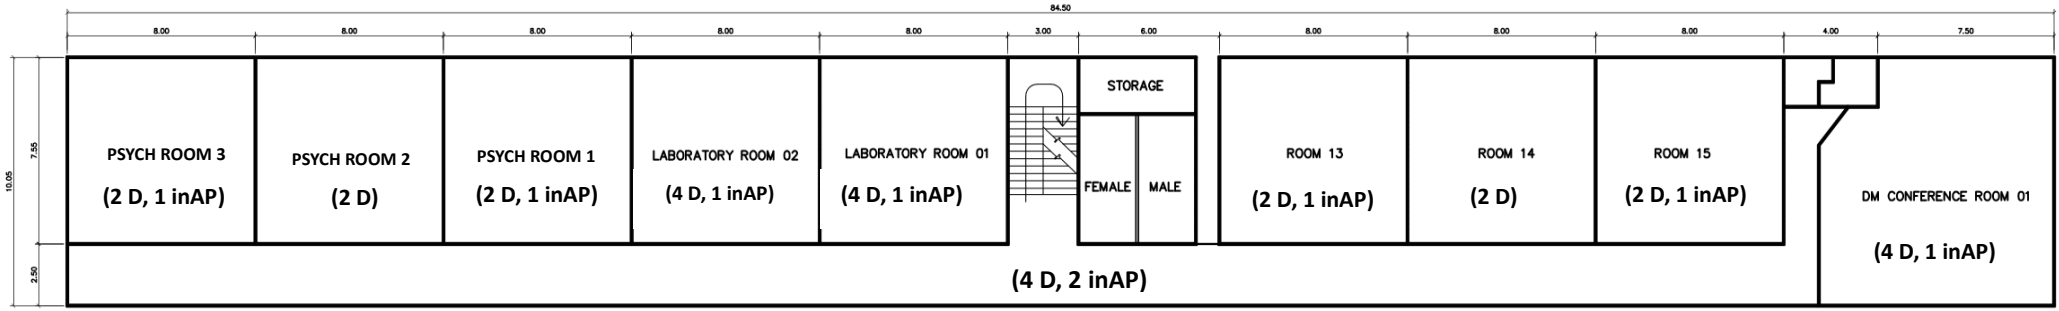 84.50
8.00 8.00 8.00 8.00 8.00 3.00 6.00 8.00 8.00 8.00 4.00 7.50
10.05
7.55
2.50
PSYCH ROOM 3
(2 D, 1 inAP)
PSYCH ROOM 2
(2 D)
PSYCH ROOM 1
(2 D, 1 inAP)
LABORATORY ROOM 02
(4 D, 1 inAP)
LABORATORY ROOM 01
(4 D, 1 inAP)
STORAGE
FEMALE
MALE
ROOM 13
(2 D, 1 inAP)
ROOM 14
(2 D)
ROOM 15
(2 D, 1 inAP)
DM CONFERENCE ROOM 01
(4 D, 1 inAP)
(4 D, 2 inAP)